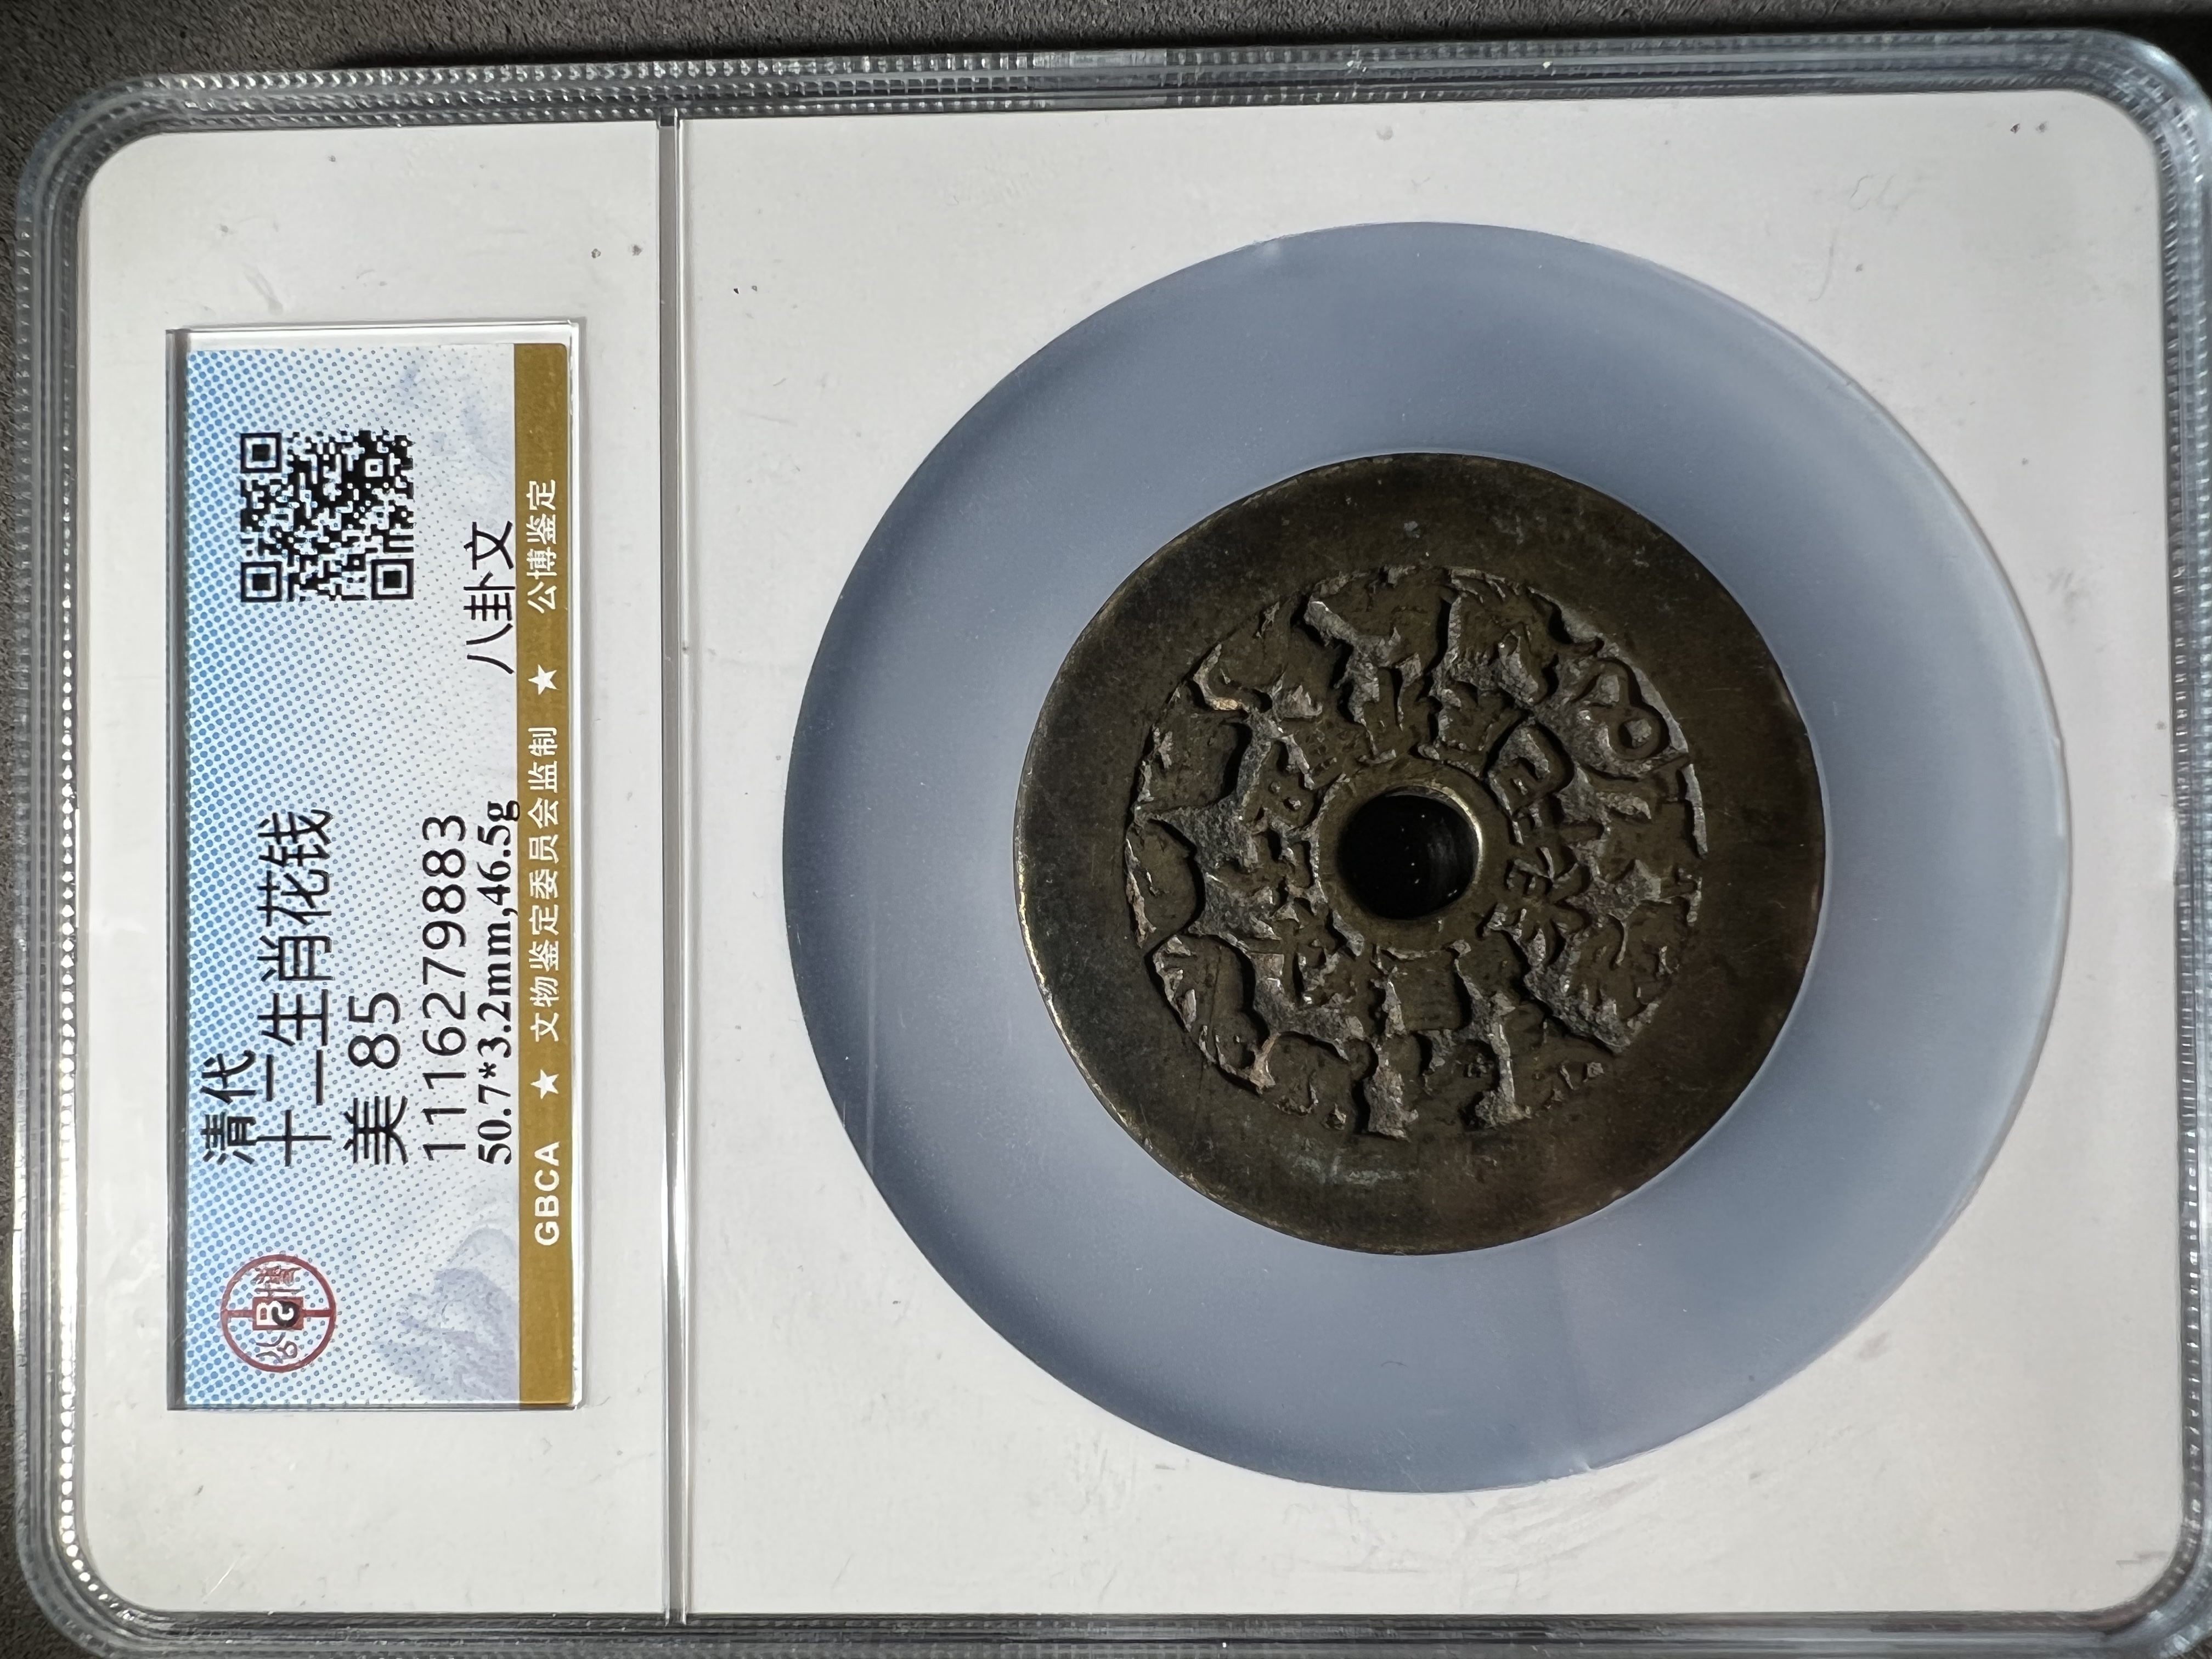 清代
十二生肖花钱
美 85
1116279883
50.7*3.2mm,46.5g
八卦文
GBCA ★ 文物鉴定委员会监制 ★ 公博鉴定